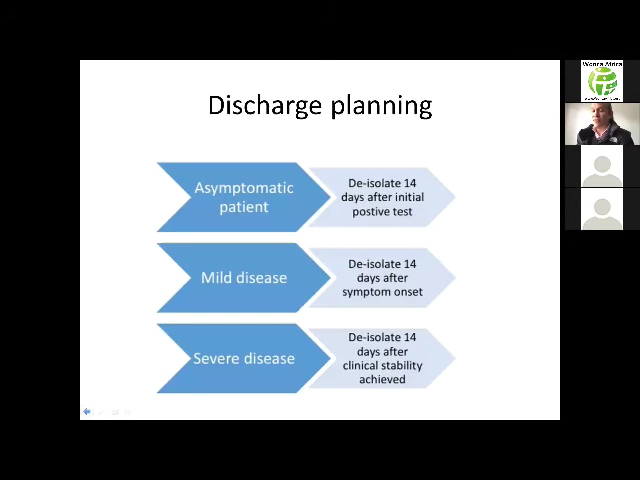 Discharge planning
Asymptomatic
patient
De-isolate 14
days after initial
postive test
Mild disease
De-isolate 14
days after
symptom onset
Severe disease
De-isolate 14
days after
clinical stability
achieved